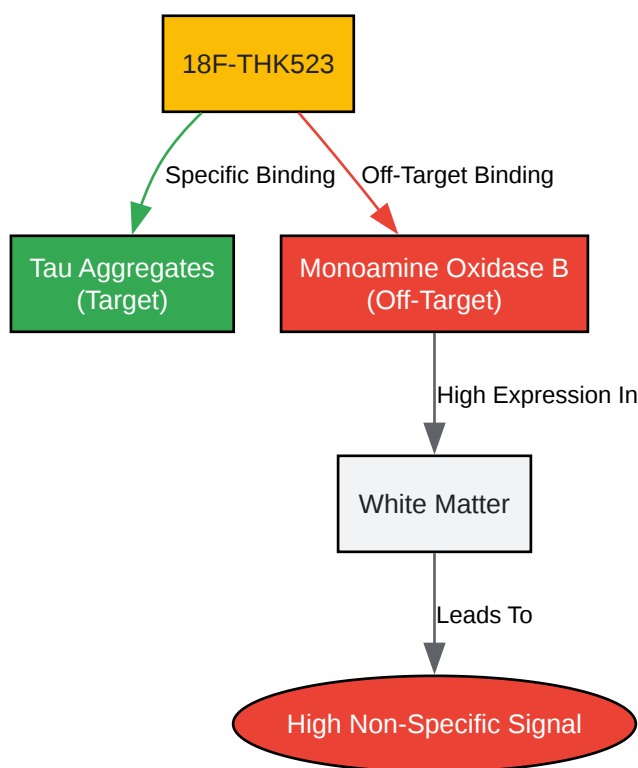 18F-THK523
Specific Binding
Off-Target Binding
Tau Aggregates
(Target)
Monoamine Oxidase B
(Off-Target)
High Expression In
White Matter
Leads To
High Non-Specific Signal